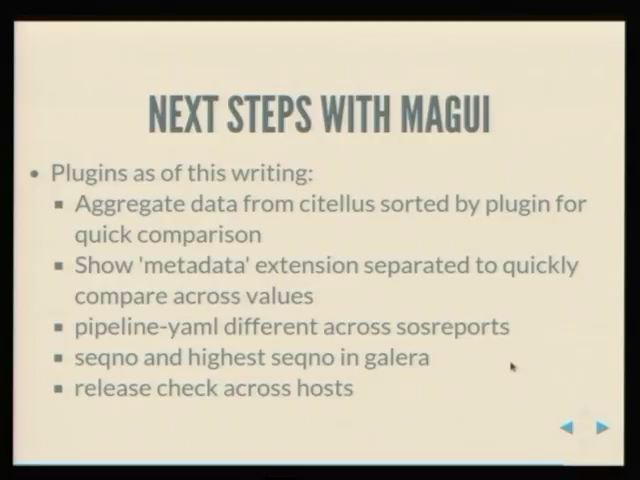 NEXT STEPS WITH MAGUI
• Plugins as of this writing:
▪ Aggregate data from citellus sorted by plugin for
quick comparison
▪ Show 'metadata' extension separated to quickly
compare across values
▪ pipeline-yaml different across sosreports
▪ seqno and highest seqno in galera
▪ release check across hosts